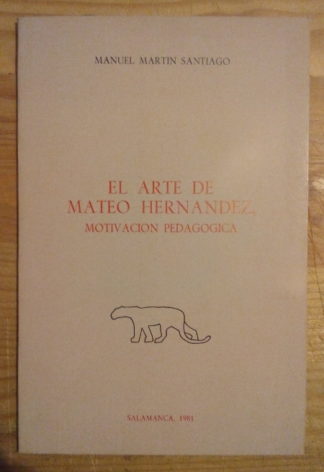 MANUEL MARTIN SANTIAGO
EL ARTE DE
MATEO HERNANDEZ,
MOTIVACION PEDAGOGICA
SALAMANCA, 1981